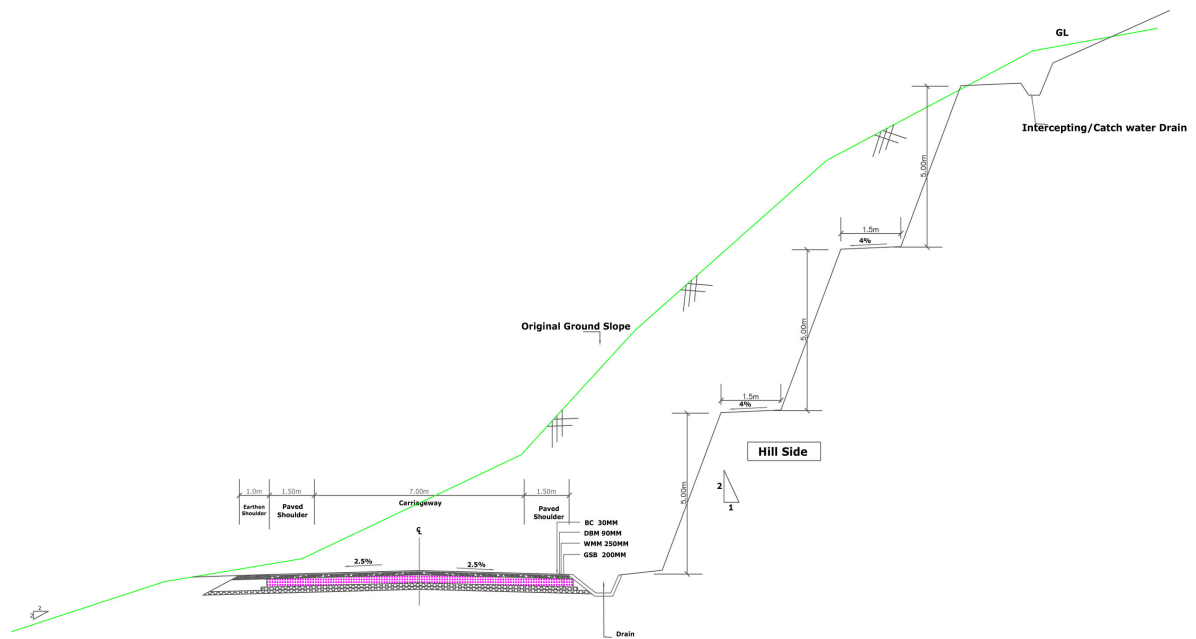 GL
Intercepting/Catch water Drain
5.00m
1.5m
4%
5.00m
Original Ground Slope
1.5m
4%
Hill Side
5.00m
2
1
1.0m
1.50m
7.00m
1.50m
Earthen
Shoulder
Paved
Shoulder
Carriageway
Paved
Shoulder
BC 30MM
DBM 90MM
WMM 250MM
GSB 200MM
2.5%
2.5%
2
2
Drain